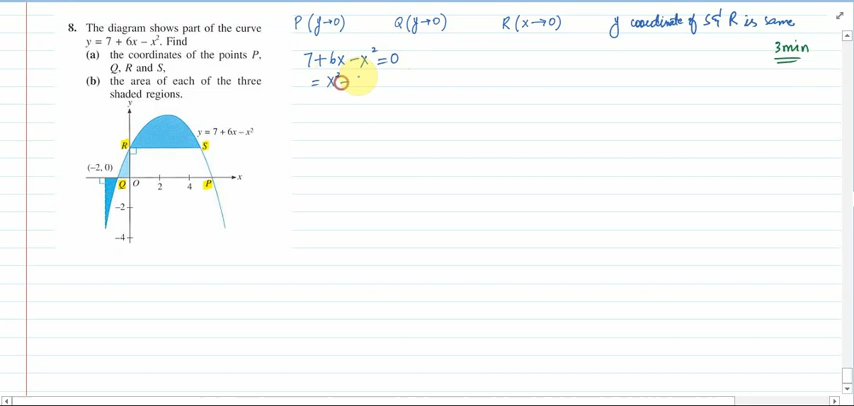 8. The diagram shows part of the curve
y = 7 + 6x – x². Find
(a) the coordinates of the points P,
Q, R and S,
(b) the area of each of the three
shaded regions.
y
y = 7 + 6x – x²
R
S
(–2, 0)
Q O 2 4 P x
–2
–4
P (y→0) Q (y→0) R (x→0) y coordinate of S & R is same
3min
7+6x-x²=0
= x²-